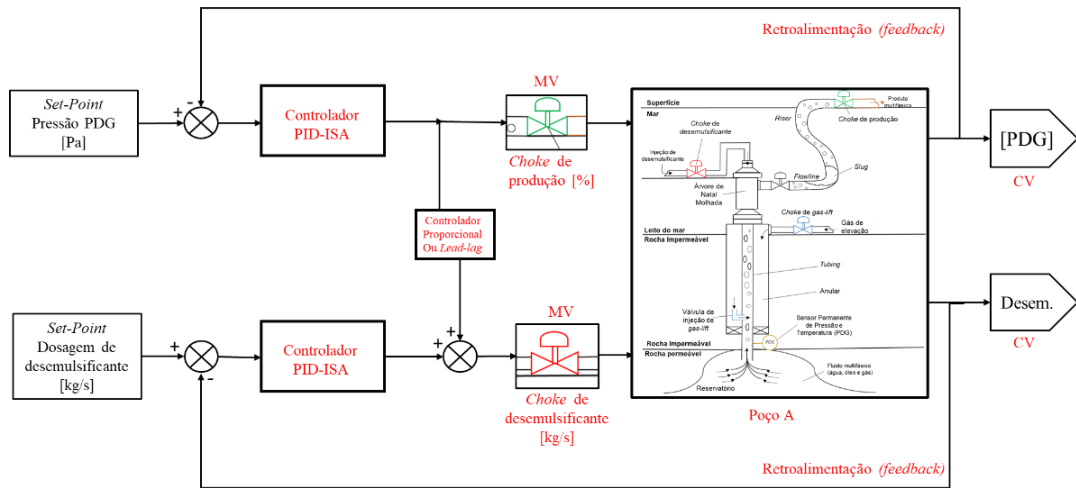 Retroalimentação (feedback)
MV
Set-Point
Pressão PDG
[Pa]
+
-
Controlador
PID-ISA
Choke de
produção [%]
Superfície
Mar
Riser
Produto
multifásico
Choke de produção
Choke de
desemulsificante
Injeção de
desemulsificante
Flowline
Slug
Árvore de
Natal
Molhada
Choke de gas-lift
Gás de
elevação
Leito do mar
Rocha Impermeável
Tubing
Anular
Válvula de
injeção de
gas-lift
Sensor Permanente
de Pressão e
Temperatura (PDG)
PDG
Rocha Impermeável
Rocha permeável
Reservatório
Fluido multifásico
(água, óleo e gás)
Poço A
[PDG]
CV
Controlador
Proporcional
Ou Lead-lag
Set-Point
Dosagem de
desemulsificante
[kg/s]
+
-
Controlador
PID-ISA
+
+
MV
Choke de
desemulsificante
[kg/s]
Desem.
CV
Retroalimentação (feedback)